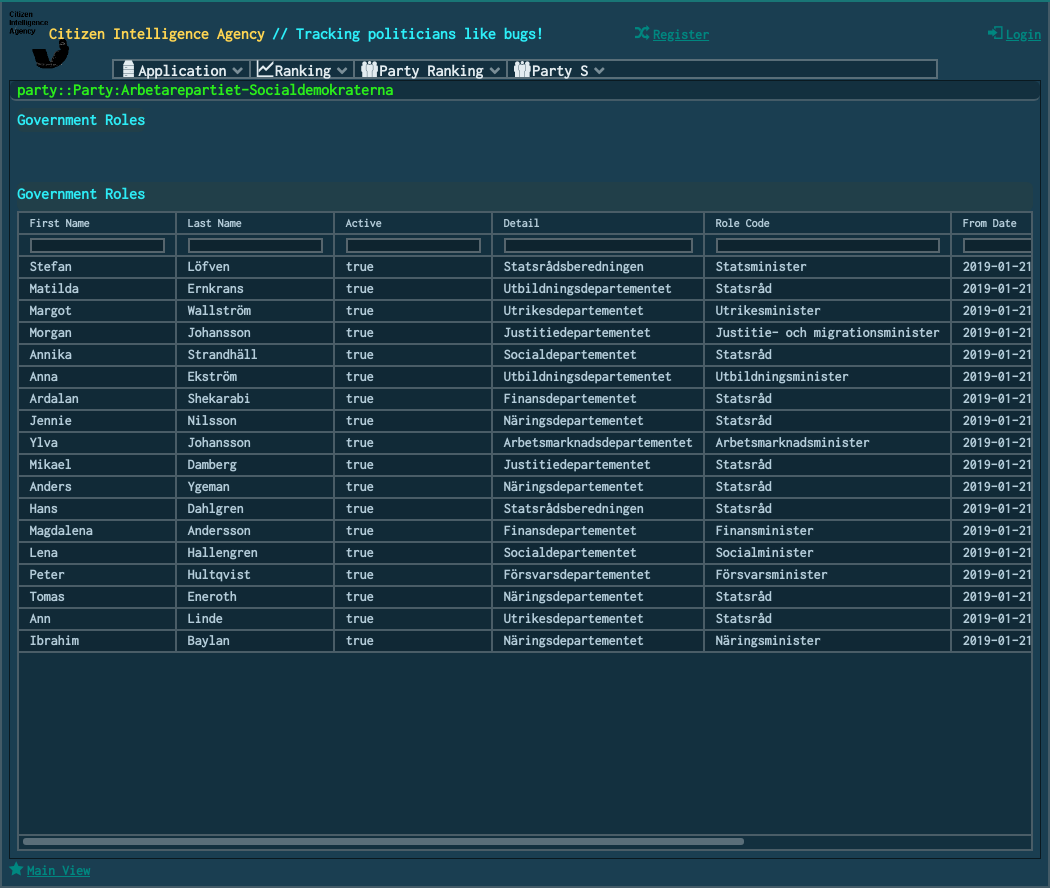 Citizen
Intelligence
Agency
Citizen Intelligence Agency // Tracking politicians like bugs!
Register
Login
Application Ranking Party Ranking Party S
party::Party:Arbetarepartiet-Socialdemokraterna
Government Roles
Government Roles
First Name Last Name Active Detail Role Code From Date
Stefan Löfven true Statsrådsberedningen Statsminister 2019-01-21
Matilda Ernkrans true Utbildningsdepartementet Statsråd 2019-01-21
Margot Wallström true Utrikesdepartementet Utrikesminister 2019-01-21
Morgan Johansson true Justitiedepartementet Justitie- och migrationsminister 2019-01-21
Annika Strandhäll true Socialdepartementet Statsråd 2019-01-21
Anna Ekström true Utbildningsdepartementet Utbildningsminister 2019-01-21
Ardalan Shekarabi true Finansdepartementet Statsråd 2019-01-21
Jennie Nilsson true Näringsdepartementet Statsråd 2019-01-21
Ylva Johansson true Arbetsmarknadsdepartementet Arbetsmarknadsminister 2019-01-21
Mikael Damberg true Justitiedepartementet Statsråd 2019-01-21
Anders Ygeman true Näringsdepartementet Statsråd 2019-01-21
Hans Dahlgren true Statsrådsberedningen Statsråd 2019-01-21
Magdalena Andersson true Finansdepartementet Finansminister 2019-01-21
Lena Hallengren true Socialdepartementet Socialminister 2019-01-21
Peter Hultqvist true Försvarsdepartementet Försvarsminister 2019-01-21
Tomas Eneroth true Näringsdepartementet Statsråd 2019-01-21
Ann Linde true Utrikesdepartementet Statsråd 2019-01-21
Ibrahim Baylan true Näringsdepartementet Näringsminister 2019-01-21
Main View